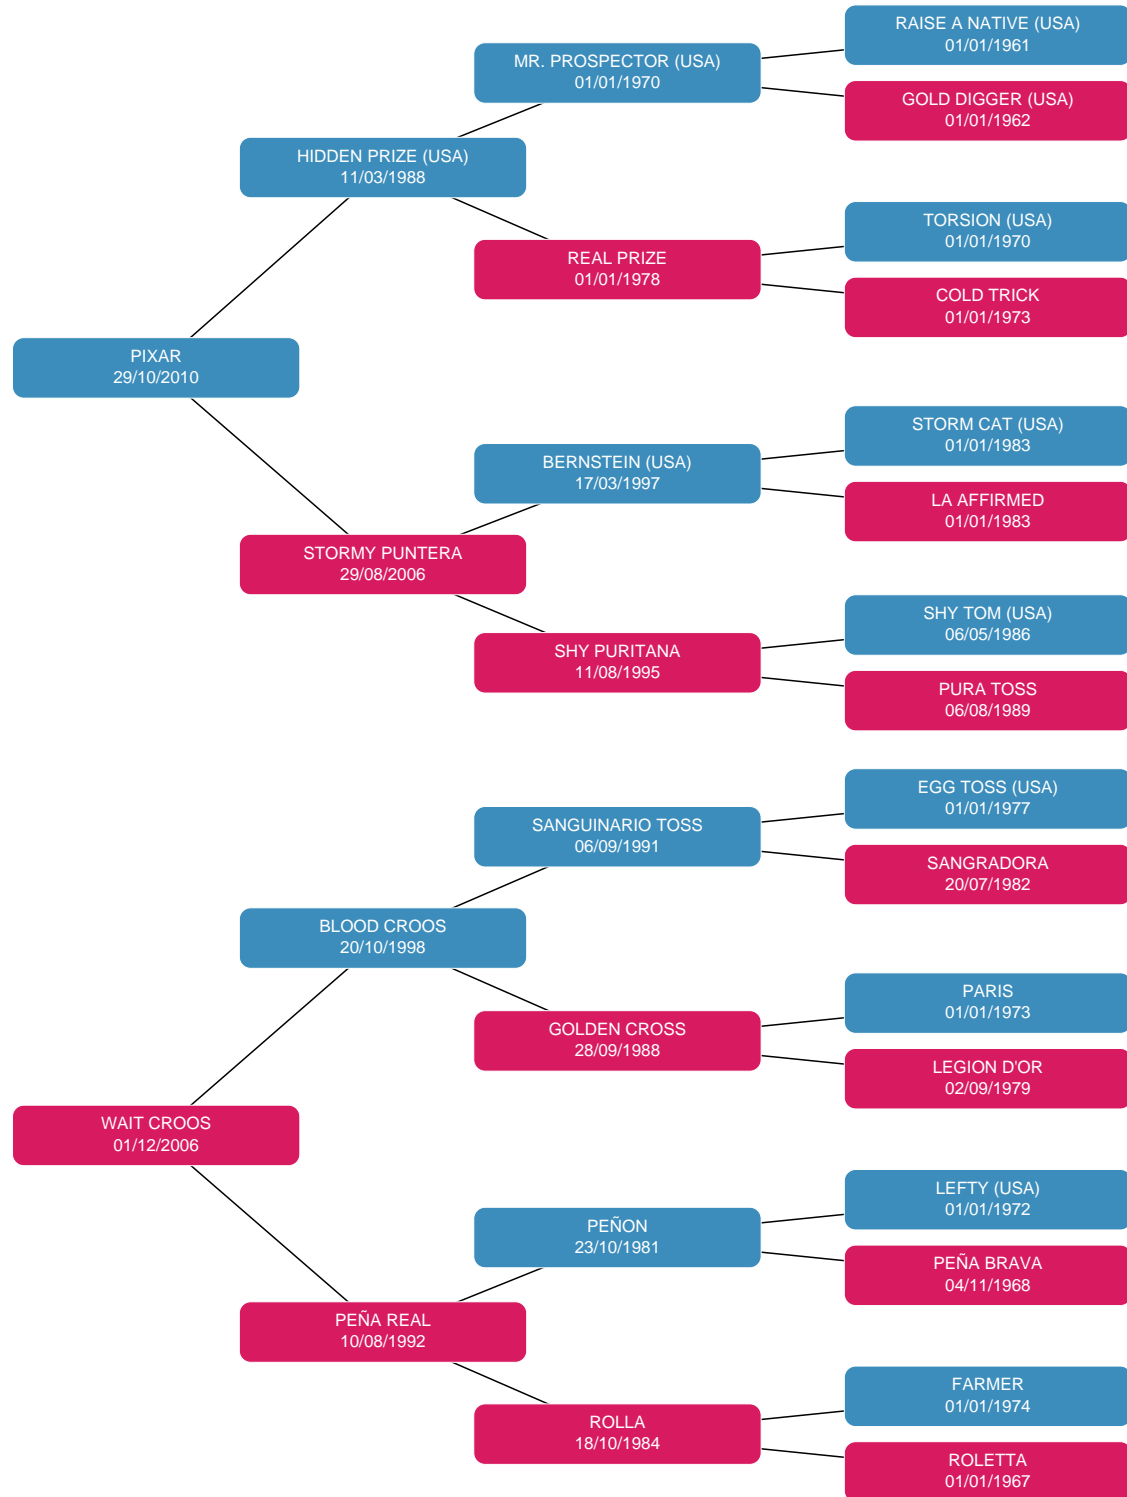 RAISE A NATIVE (USA)
01/01/1961
MR. PROSPECTOR (USA)
01/01/1970
GOLD DIGGER (USA)
01/01/1962
HIDDEN PRIZE (USA)
11/03/1988
TORSION (USA)
01/01/1970
REAL PRIZE
01/01/1978
COLD TRICK
01/01/1973
PIXAR
29/10/2010
STORM CAT (USA)
01/01/1983
BERNSTEIN (USA)
17/03/1997
LA AFFIRMED
01/01/1983
STORMY PUNTERA
29/08/2006
SHY TOM (USA)
06/05/1986
SHY PURITANA
11/08/1995
PURA TOSS
06/08/1989
EGG TOSS (USA)
01/01/1977
SANGUINARIO TOSS
06/09/1991
SANGRADORA
20/07/1982
BLOOD CROOS
20/10/1998
PARIS
01/01/1973
GOLDEN CROSS
28/09/1988
LEGION D'OR
02/09/1979
WAIT CROOS
01/12/2006
LEFTY (USA)
01/01/1972
PEÑON
23/10/1981
PEÑA BRAVA
04/11/1968
PEÑA REAL
10/08/1992
FARMER
01/01/1974
ROLLA
18/10/1984
ROLETTA
01/01/1967